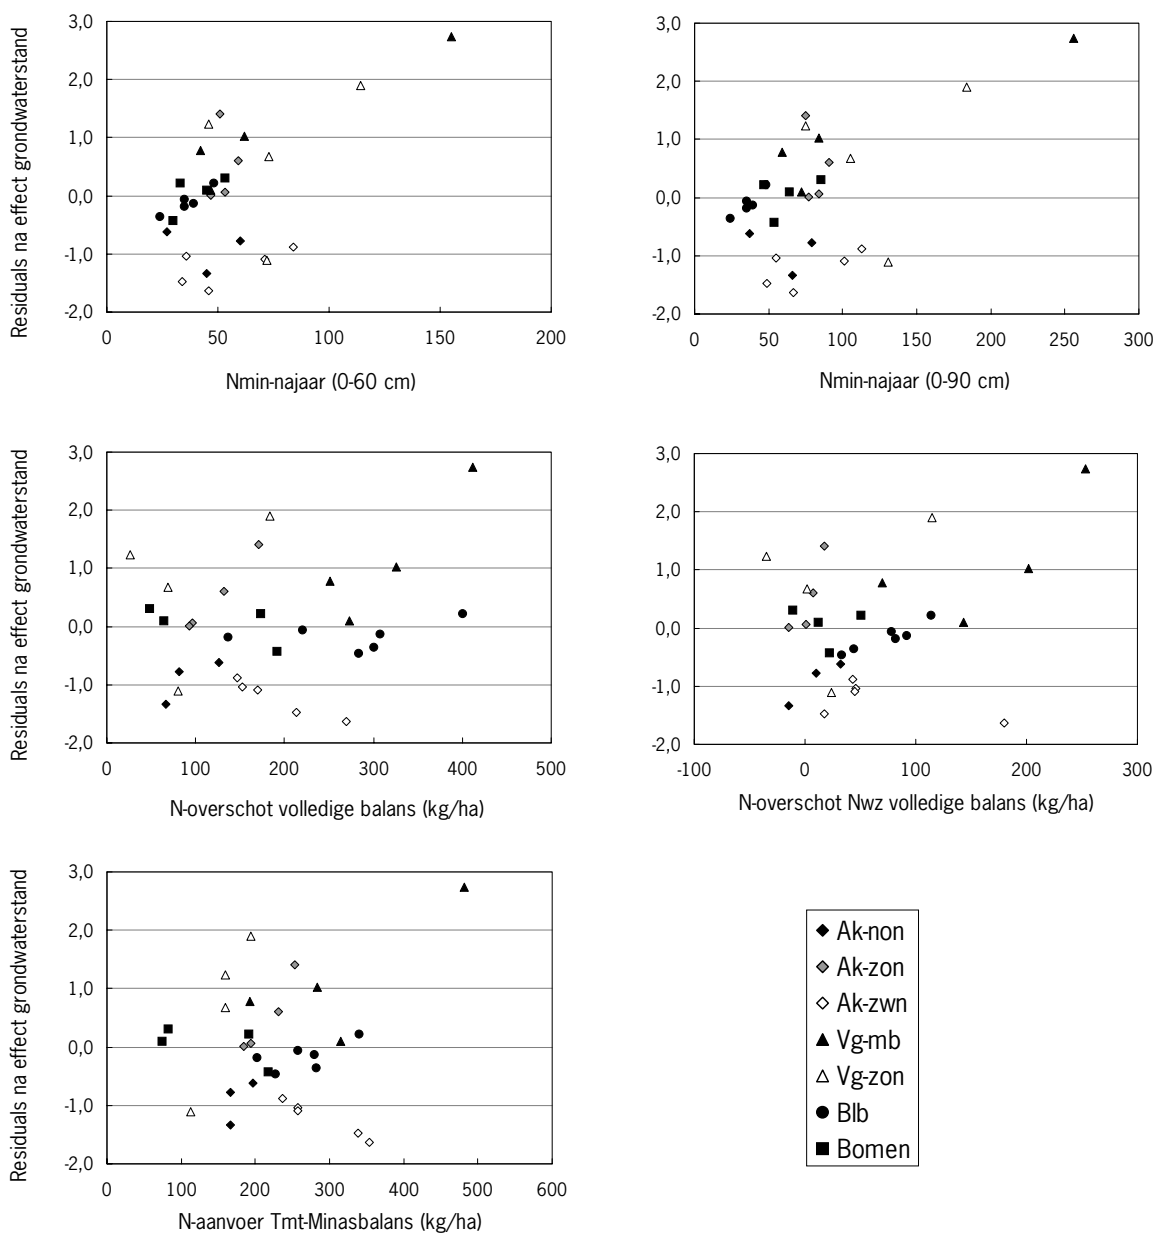 Residuals na effect grondwaterstand
3,0
2,0
1,0
0,0
-1,0
-2,0
0 50 100 150 200
Nmin-najaar (0-60 cm)
3,0
2,0
1,0
0,0
-1,0
-2,0
0 50 100 150 200 250 300
Nmin-najaar (0-90 cm)
Residuals na effect grondwaterstand
3,0
2,0
1,0
0,0
-1,0
-2,0
0 100 200 300 400 500
N-overschot volledige balans (kg/ha)
3,0
2,0
1,0
0,0
-1,0
-2,0
-100 0 100 200 300
N-overschot Nwz volledige balans (kg/ha)
Residuals na effect grondwaterstand
3,0
2,0
1,0
0,0
-1,0
-2,0
0 100 200 300 400 500 600
N-aanvoer Tmt-Minasbalans (kg/ha)
Ak-non
Ak-zon
Ak-zwn
Vg-mb
Vg-zon
Blb
Bomen